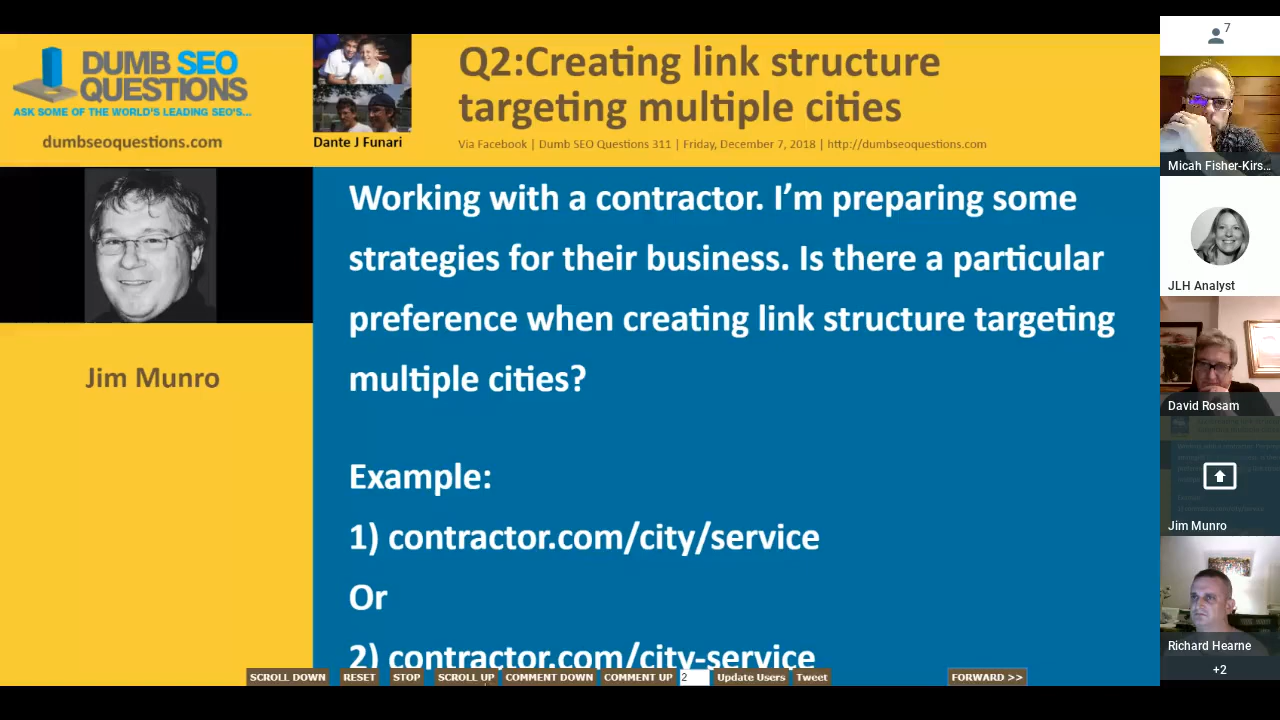 DUMB SEO
QUESTIONS
ASK SOME OF THE WORLD'S LEADING SEO'S...
dumbseoquestions.com
Dante J Funari
Q2:Creating link structure
targeting multiple cities
Via Facebook | Dumb SEO Questions 311 | Friday, December 7, 2018 | http://dumbseoquestions.com
Jim Munro
Working with a contractor. I'm preparing some
strategies for their business. Is there a particular
preference when creating link structure targeting
multiple cities?
Example:
1) contractor.com/city/service
Or
2) contractor.com/city-service
SCROLL DOWN RESET STOP SCROLL UP COMMENT DOWN COMMENT UP 2 Update Users Tweet FORWARD >>
7
Micah Fisher-Kirs...
JLH Analyst
David Rosam
Jim Munro
Richard Hearne
+2